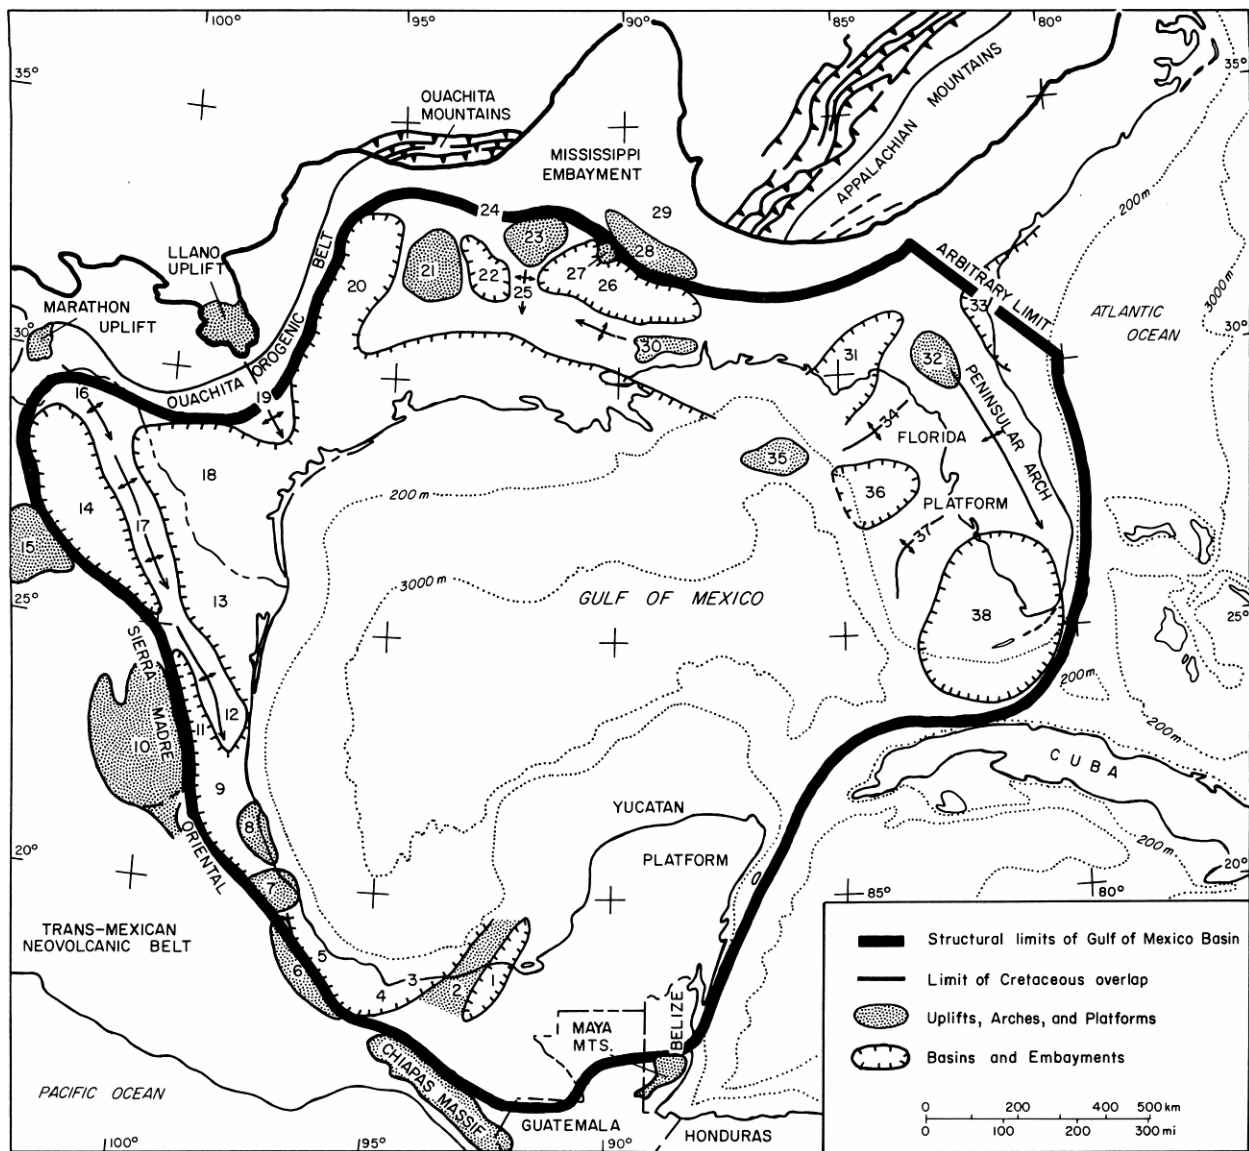 100°
95°
90°
85°
80°
35°
35°
OUACHITA
MOUNTAINS
MISSISSIPPI
EMBAYMENT
APPALACHIAN MOUNTAINS
200m
3000m
24
29
23
28
LLANO
UPLIFT
BELT
21
22
27
20
25
26
ARBITRARY LIMIT
MARATHON
UPLIFT
33
ATLANTIC
OCEAN
30°
30°
OROGENIC
30
31
32
OUACHITA
16
19
PENINSULAR ARCH
34
FLORIDA
18
35
200 m
14
36
PLATFORM
17
15
37
3000m
25°
25°
13
GULF OF MEXICO
38
SIERRA
MADRE
ORIENTAL
200m
12
11
10
200m
CUBA
9
YUCATAN
8
PLATFORM
200m
20°
20°
7
85°
80°
TRANS-MEXICAN
NEOVOLCANIC BELT
5
6
3
4
2
1
BELIZE
MAYA
MTS.
CHIAPAS MASSIF
PACIFIC OCEAN
GUATEMALA
HONDURAS
100°
95°
90°
Structural limits of Gulf of Mexico Basin
Limit of Cretaceous overlap
Uplifts, Arches, and Platforms
Basins and Embayments
0 200 400 500 km
0 100 200 300 mi